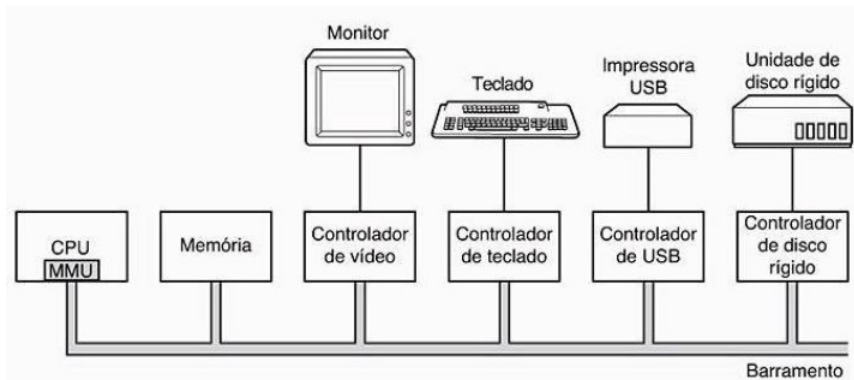 Monitor
Teclado
Impressora
USB
Unidade de
disco rígido
CPU
MMU
Memória
Controlador
de vídeo
Controlador
de teclado
Controlador
de USB
Controlador
de disco
rígido
Barramento